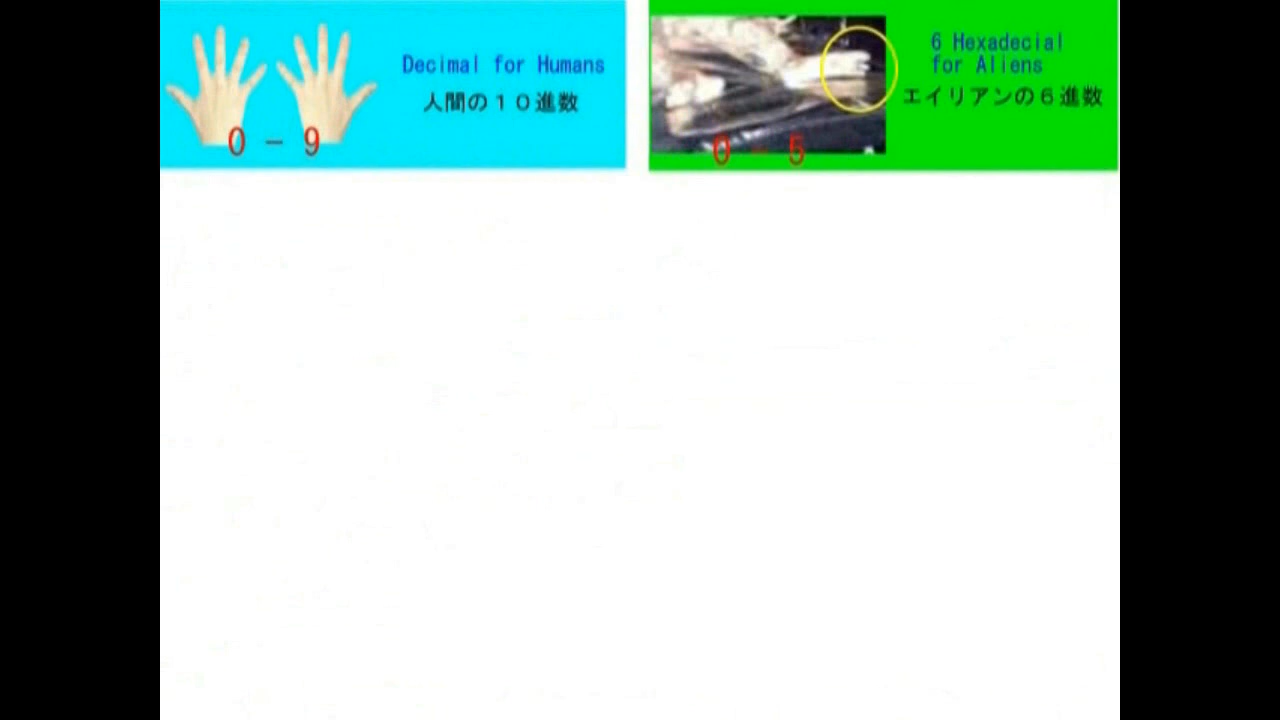 Decimal for Humans
人間の１０進数
0 - 9
6 Hexadecial
for Aliens
エイリアンの６進数
0 - 5